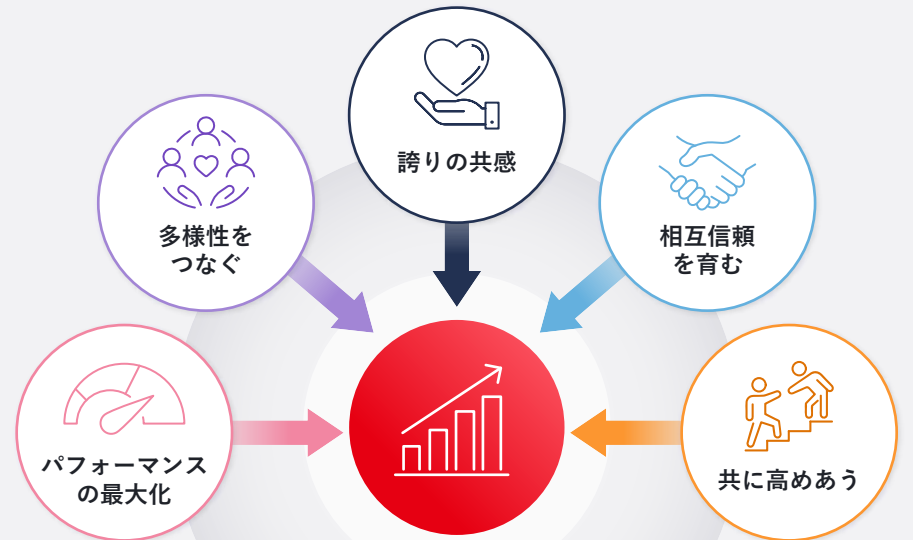 誇りの共感
多様性を
つなぐ
相互信頼
を育む
パフォーマンス
の最大化
共に高めあう